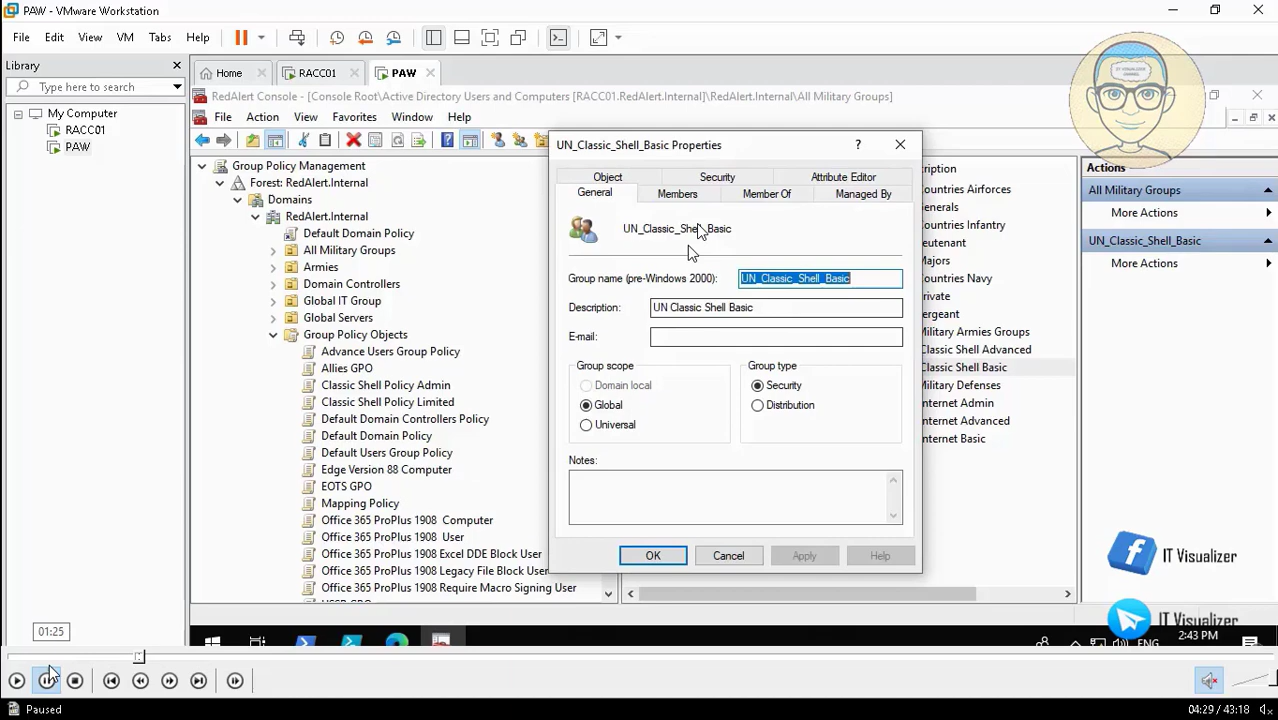 PAW - VMware Workstation
File Edit View VM Tabs Help
Library
Type here to search
My Computer
RACC01
PAW
Home
RACC01
PAW
IT VISUALIZER
CHANNEL
RedAlert Console - [Console Root\Active Directory Users and Computers [RACC01.RedAlert.Internal]\RedAlert.Internal\All Military Groups]
File Action View Favorites Window Help
Group Policy Management
Forest: RedAlert.Internal
Domains
RedAlert.Internal
Default Domain Policy
All Military Groups
Armies
Domain Controllers
Global IT Group
Global Servers
Group Policy Objects
Advance Users Group Policy
Allies GPO
Classic Shell Policy Admin
Classic Shell Policy Limited
Default Domain Controllers Policy
Default Domain Policy
Default Users Group Policy
Edge Version 88 Computer
EOTS GPO
Mapping Policy
Office 365 ProPlus 1908 Computer
Office 365 ProPlus 1908 User
Office 365 ProPlus 1908 Excel DDE Block User
Office 365 ProPlus 1908 Legacy File Block User
Office 365 ProPlus 1908 Require Macro Signing User
UN_Classic_Shell_Basic Properties
Object Security Attribute Editor
General Members Member Of Managed By
UN_Classic_Shell_Basic
Group name (pre-Windows 2000): UN_Classic_Shell_Basic
Description: UN Classic Shell Basic
E-mail:
Group scope
Domain local
Global
Universal
Group type
Security
Distribution
Notes:
OK Cancel Apply Help
escription
ountries Airforces
enerals
ountries Infantry
ountries Navy
rivate
ergeant
Military Armies Groups
Classic Shell Advanced
Classic Shell Basic
Military Defenses
nternet Admin
nternet Basic
Actions
All Military Groups
More Actions
UN_Classic_Shell_Basic
More Actions
IT Visualizer
IT Visualizer
ENG
2:43 PM
01:25
Paused
04:29 / 43:18